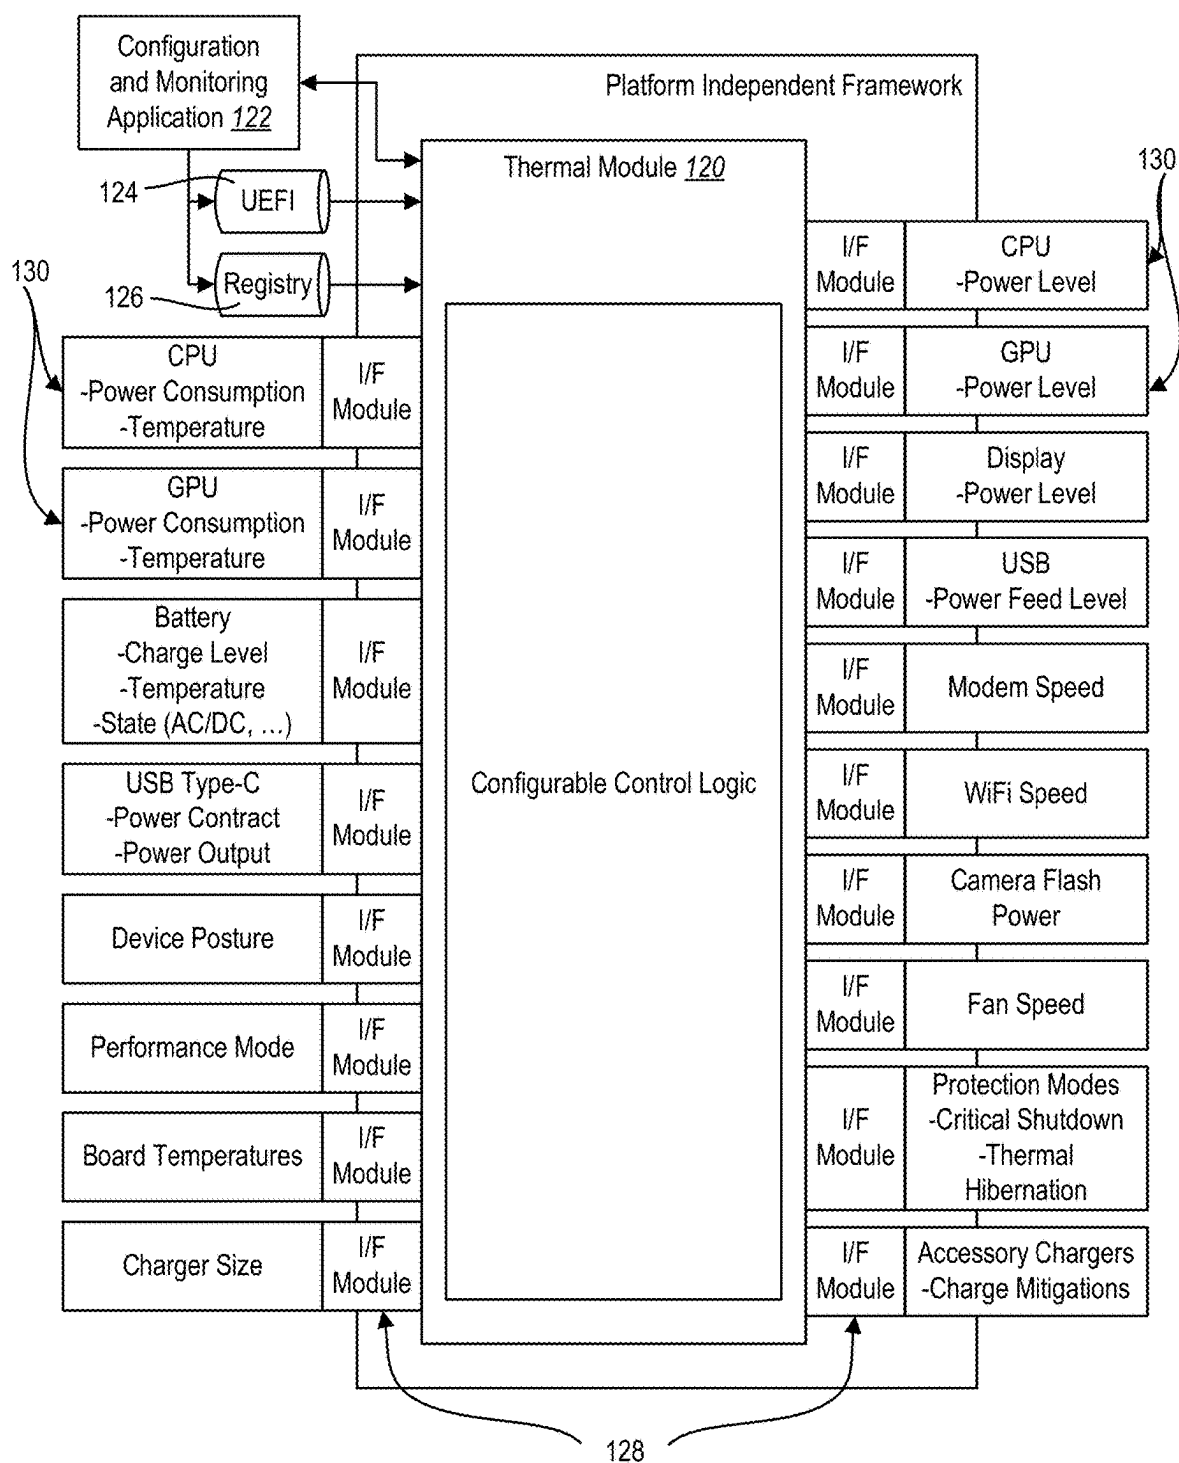 Configuration
and Monitoring
Application 122
Platform Independent Framework
Thermal Module 120
124
UEFI
130
126
Registry
130
CPU
-Power Consumption
-Temperature
I/F
Module
GPU
-Power Consumption
-Temperature
I/F
Module
Battery
-Charge Level
-Temperature
-State (AC/DC, ...)
I/F
Module
USB Type-C
-Power Contract
-Power Output
I/F
Module
Device Posture
I/F
Module
Performance Mode
I/F
Module
Board Temperatures
I/F
Module
Charger Size
I/F
Module
Configurable Control Logic
I/F
Module
CPU
-Power Level
I/F
Module
GPU
-Power Level
I/F
Module
Display
-Power Level
I/F
Module
USB
-Power Feed Level
I/F
Module
Modem Speed
I/F
Module
WiFi Speed
I/F
Module
Camera Flash
Power
I/F
Module
Fan Speed
I/F
Module
Protection Modes
-Critical Shutdown
-Thermal
Hibernation
I/F
Module
Accessory Chargers
-Charge Mitigations
128